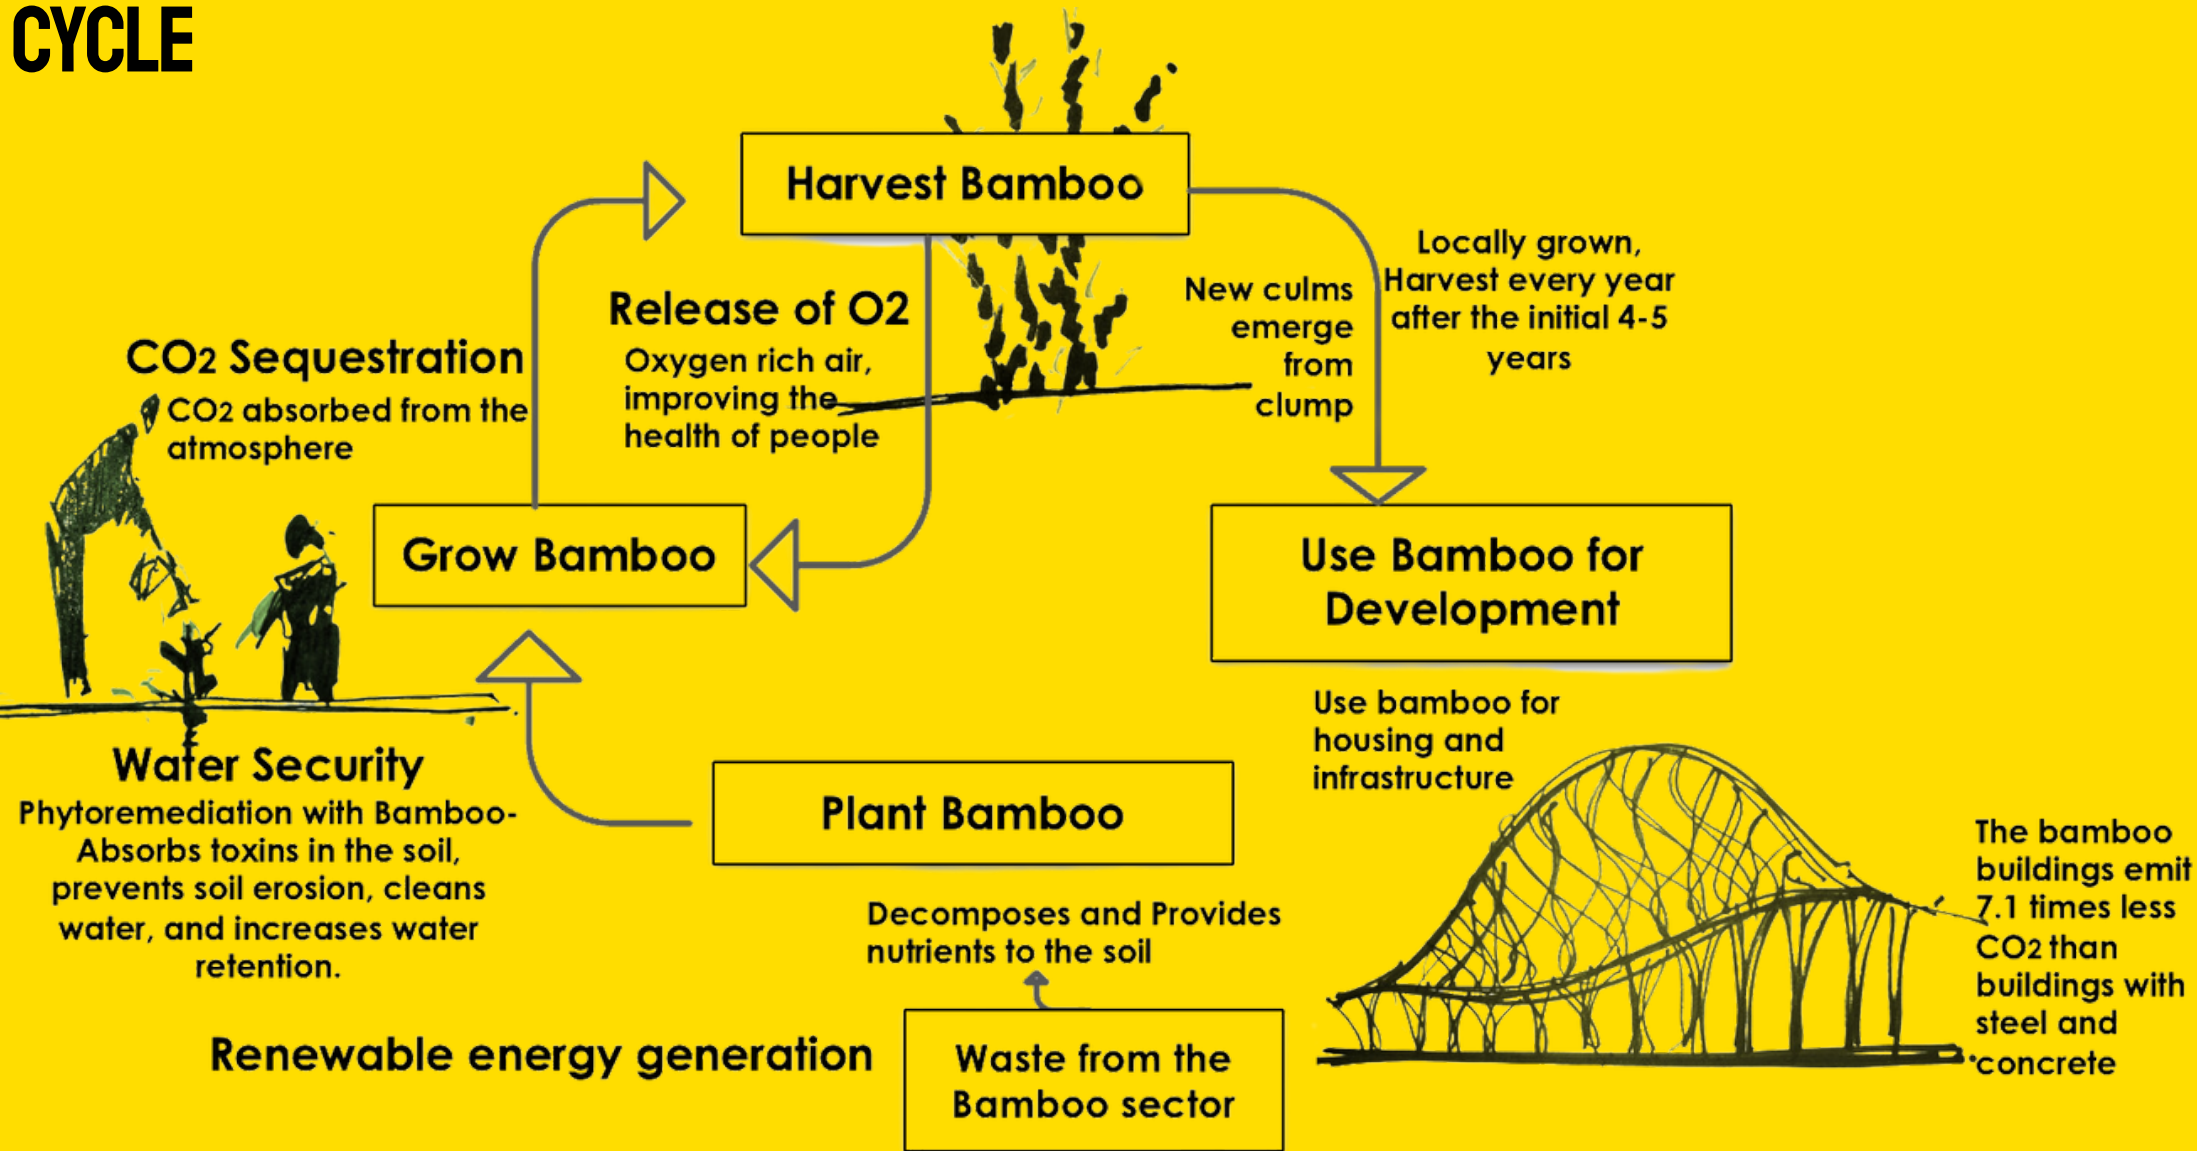 CYCLE
Harvest Bamboo
Locally grown,
Harvest every year
after the initial 4-5
years
New culms
emerge
from
clump
Release of O2
Oxygen rich air,
improving the
health of people
CO2 Sequestration
CO2 absorbed from the
atmosphere
Grow Bamboo
Use Bamboo for
Development
Use bamboo for
housing and
infrastructure
Water Security
Phytoremediation with Bamboo-
Absorbs toxins in the soil,
prevents soil erosion, cleans
water, and increases water
retention.
Plant Bamboo
The bamboo
buildings emit
7.1 times less
CO2 than
buildings with
steel and
concrete
Decomposes and Provides
nutrients to the soil
Renewable energy generation
Waste from the
Bamboo sector